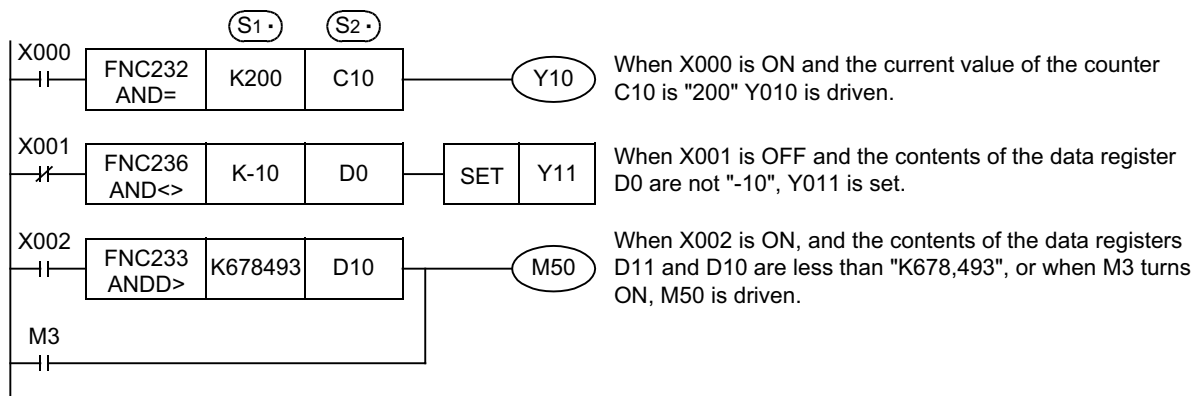 S1· S2·
X000
FNC232 AND= K200 C10 Y10
When X000 is ON and the current value of the counter
C10 is "200" Y010 is driven.
X001
FNC236 AND<> K-10 D0 SET Y11
When X001 is OFF and the contents of the data register
D0 are not "-10", Y011 is set.
X002
FNC233 ANDD> K678493 D10 M50
When X002 is ON, and the contents of the data registers
D11 and D10 are less than "K678,493", or when M3 turns
ON, M50 is driven.
M3